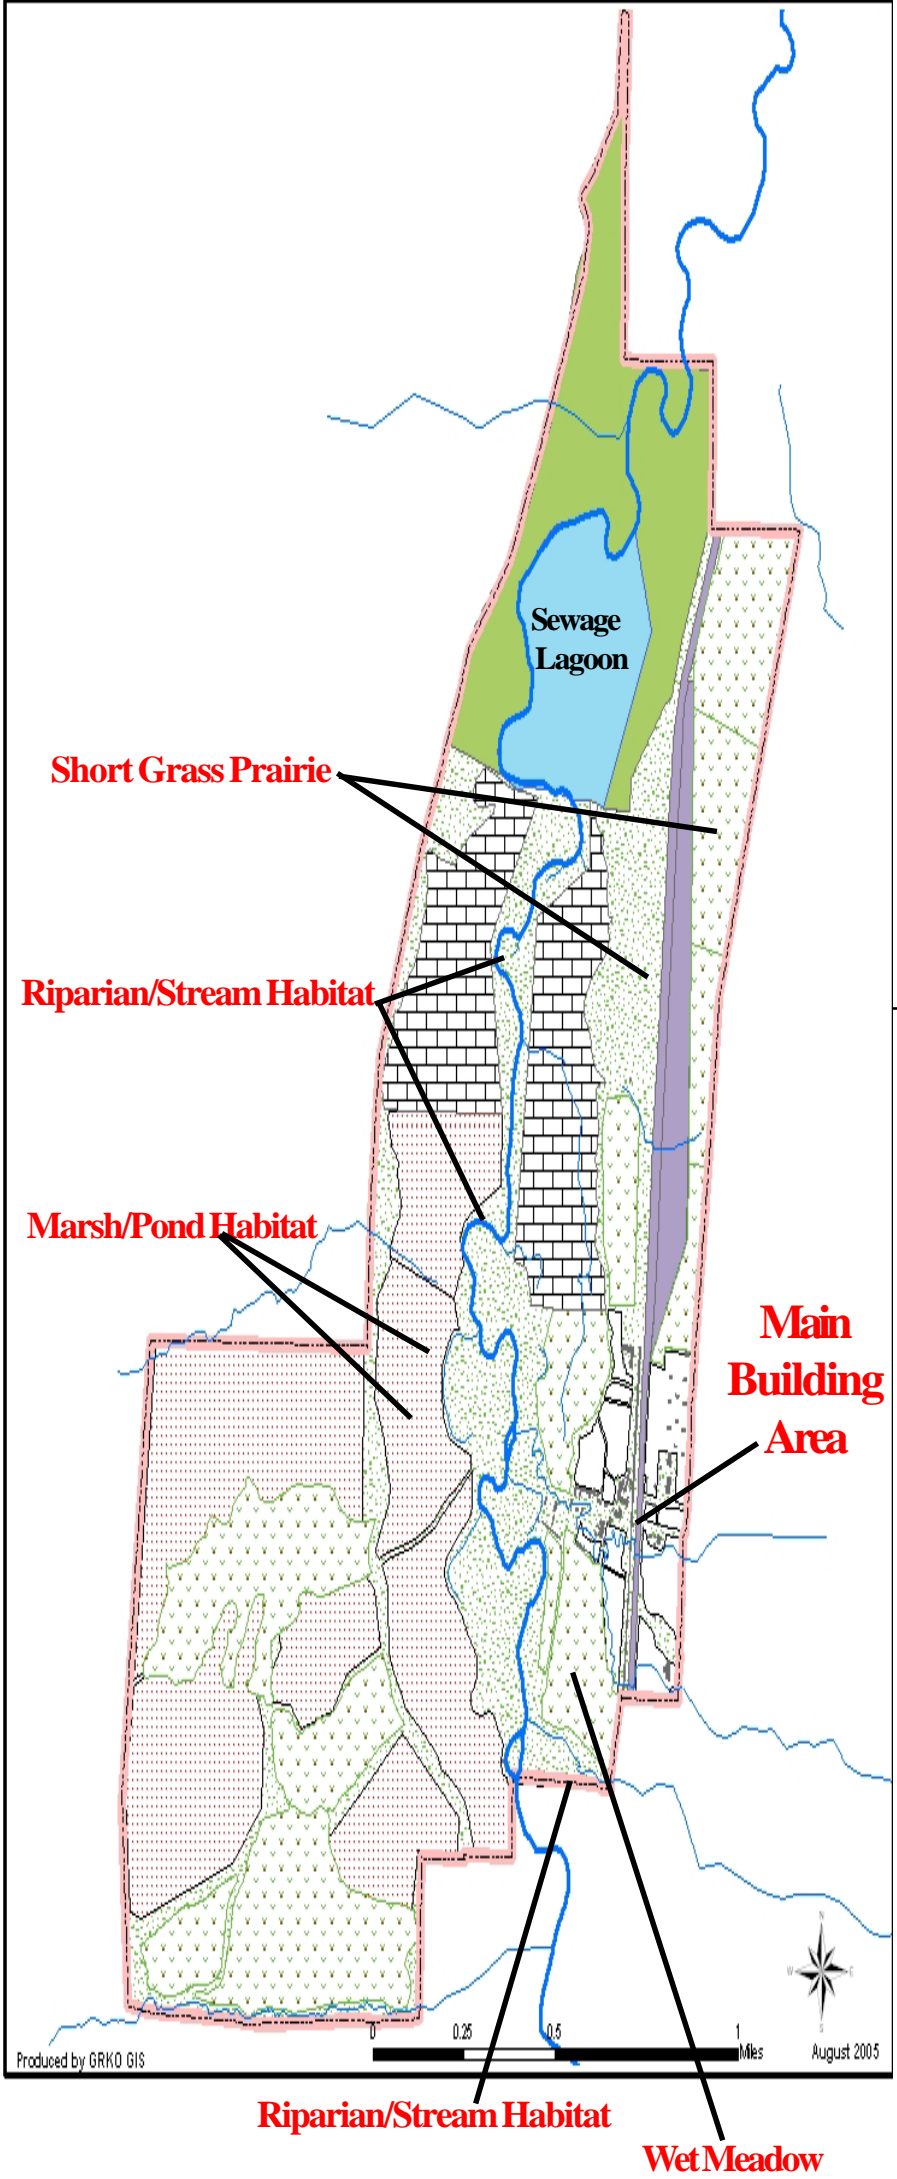 Sewage
Lagoon
Short Grass Prairie
Riparian/Stream Habitat
Marsh/Pond Habitat
Main
Building
Area
N
W
E
S
0
0.25
0.5
1
Miles
Produced by GRKO GIS
August 2005
Riparian/Stream Habitat
Wet Meadow